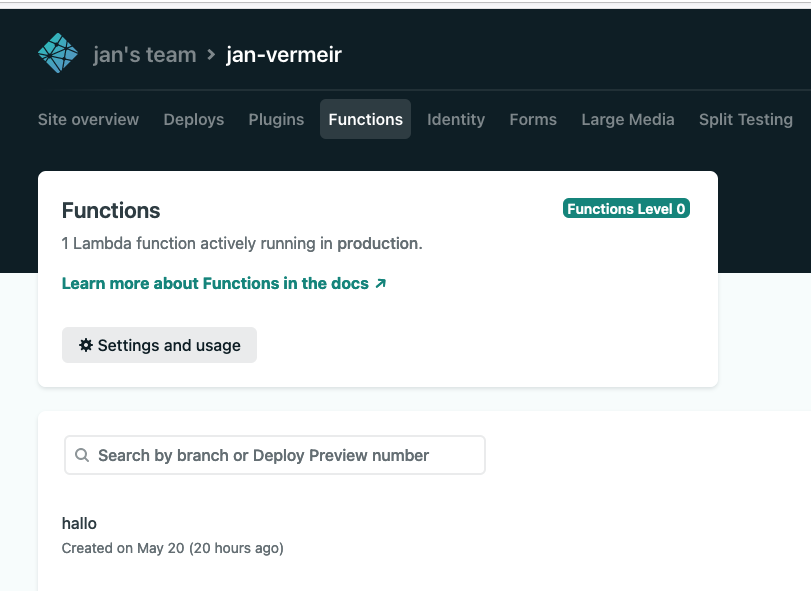 jan's team > jan-vermeir
Site overview Deploys Plugins Functions Identity Forms Large Media Split Testing
Functions
Functions Level 0
1 Lambda function actively running in production.
Learn more about Functions in the docs ↗
Settings and usage
Search by branch or Deploy Preview number
hallo
Created on May 20 (20 hours ago)